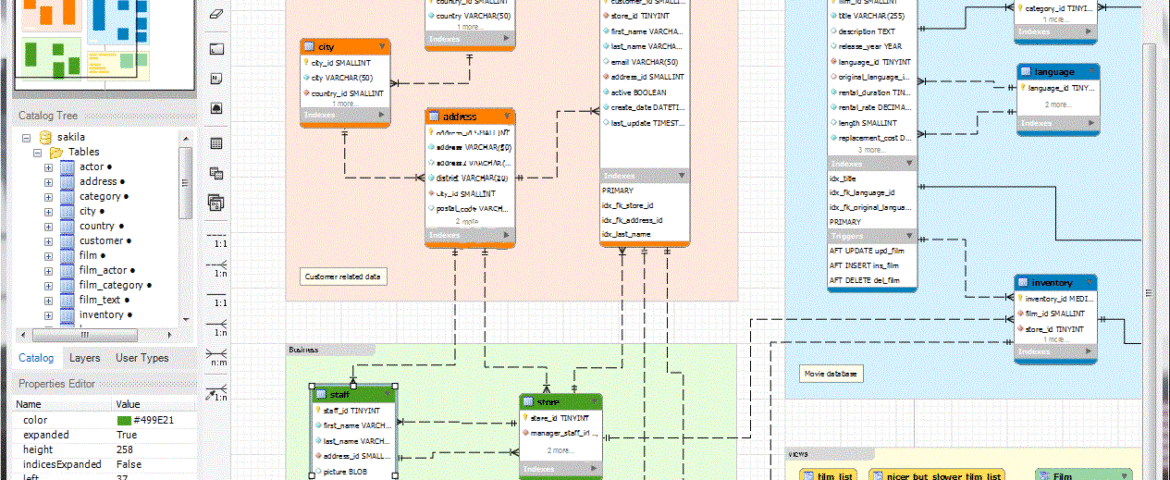 Catalog Tree
sakila
Tables
actor
address
category
city
country
customer
film
film_actor
film_category
film_text
inventory
Catalog
Layers
User Types
Properties Editor
Name Value
color #499E21
expanded True
height 258
indicesExpanded False
left 37
1:1
1:n
1:1
1:n
n:m
1:n
city
city_id SMALLINT
city VARCHAR(50)
country_id SMALLINT
1 more...
Indexes
country_id SMALLINT
country VARCHAR(50)
1 more...
Indexes
address
address_id SMALLINT
address VARCHAR(50)
address2 VARCHAR(...
district VARCHAR(20)
city_id SMALLINT
postal_code VARCH...
2 more...
Indexes
customer_id SMALLI...
store_id TINYINT
first_name VARCHA...
last_name VARCHA...
email VARCHAR(50)
address_id SMALLINT
active BOOLEAN
create_date DATETI...
last_update TIMEST...
Indexes
PRIMARY
idx_fk_store_id
idx_fk_address_id
idx_last_name
Customer related data
Business
staff
staff_id TINYINT
first_name VARCH...
last_name VARCH...
address_id SMALL...
picture BLOB
store
store_id TINYINT
manager_staff_id ...
2 more...
Indexes
film_id SMALLINT
title VARCHAR(255)
description TEXT
release_year YEAR
language_id TINYINT
original_language_i...
rental_duration TIN...
rental_rate DECIMA...
length SMALLINT
replacement_cost D...
3 more...
Indexes
idx_title
idx_fk_language_id
idx_fk_original_langua...
PRIMARY
Triggers
AFT UPDATE upd_film
AFT INSERT ins_film
AFT DELETE del_film
category_id TINYI...
1 more...
Indexes
language
language_id TINY...
2 more...
Indexes
inventory
inventory_id MEDI...
film_id SMALLINT
store_id TINYINT
1 more...
Indexes
Movie database
views
film_list
nicer_but_slower_film_list
Film